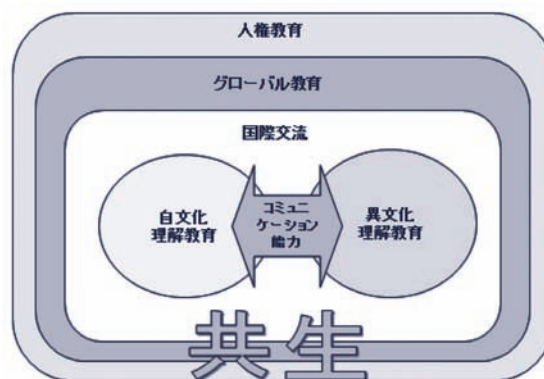 人権教育
グローバル教育
国際交流
自文化
理解教育
コミュニ
ケーション
能力
異文化
理解教育
共生